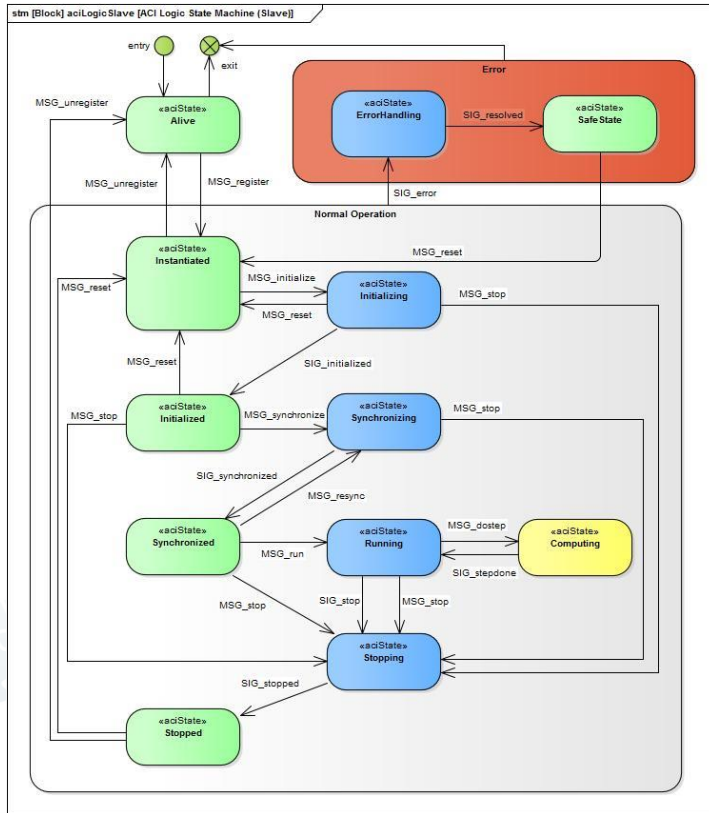 stm [Block] aciLogicSlave [ACI Logic State Machine (Slave)]
entry
exit
Error
«aciState»
ErrorHandling
SIG_resolved
«aciState»
SafeState
MSG_unregister
«aciState»
Alive
MSG_unregister
MSG_register
SIG_error
Normal Operation
«aciState»
Instantiated
MSG_reset
MSG_reset
MSG_initialize
«aciState»
Initializing
MSG_stop
MSG_reset
MSG_reset
SIG_initialized
«aciState»
Initialized
MSG_stop
MSG_synchronize
«aciState»
Synchronizing
MSG_stop
SIG_synchronized
MSG_resync
«aciState»
Synchronized
MSG_run
«aciState»
Running
MSG_dostep
«aciState»
Computing
SIG_stepdone
MSG_stop
SIG_stop
MSG_stop
«aciState»
Stopping
SIG_stopped
«aciState»
Stopped